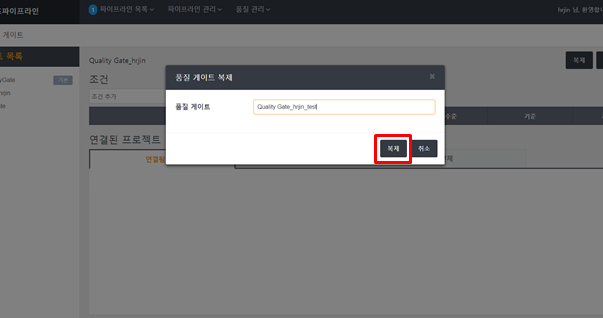 파이프라인
1 파이프라인 목록 파이프라인 관리 품질 관리
hrjin 님, 환영합니
게이트
목록
Quality Gate_hrjin
복제
yGate 기본
hrjin
조건
조건 추가
품질 게이트 복제 ×
품질 게이트 Quality Gate_hrjin_test
복제 취소
수준 기준
연결된 프로젝트
연결됨